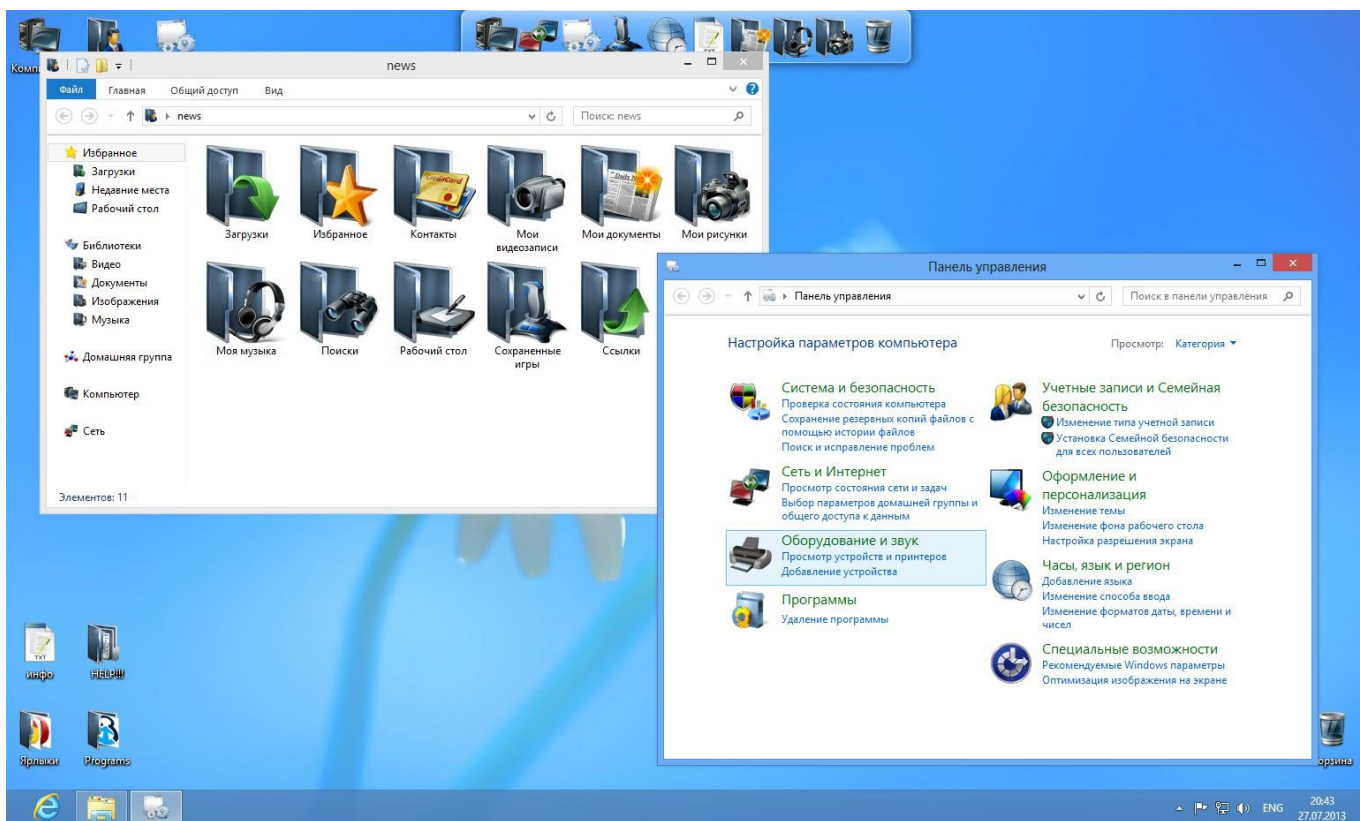 TXT
news
Файл Главная Общий доступ Вид
news
Поиск: news
Избранное
Загрузки
Недавние места
Рабочий стол
Библиотеки
Видео
Документы
Изображения
Музыка
Домашняя группа
Компьютер
Сеть
CreditCard
Загрузки
Избранное
Контакты
Мои
видеозаписи
Мои документы
Мои рисунки
Моя музыка
Поиски
Рабочий стол
Сохраненные
игры
Ссылки
Элементов: 11
Панель управления
Панель управления
Поиск в панели управления
Настройка параметров компьютера
Просмотр: Категория
Система и безопасность
Проверка состояния компьютера
Сохранение резервных копий файлов с
помощью истории файлов
Поиск и исправление проблем
Сеть и Интернет
Просмотр состояния сети и задач
Выбор параметров домашней группы и
общего доступа к данным
Оборудование и звук
Просмотр устройств и принтеров
Добавление устройства
Программы
Удаление программы
Учетные записи и Семейная
безопасность
Изменение типа учетной записи
Установка Семейной безопасности
для всех пользователей
Оформление и
персонализация
Изменение темы
Изменение фона рабочего стола
Настройка разрешения экрана
Часы, язык и регион
Добавление языка
Изменение способа ввода
Изменение форматов даты, времени и
чисел
Специальные возможности
Рекомендуемые Windows параметры
Оптимизация изображения на экране
TXT
инфо
HELP!!!
Ярлыки
Programs
ENG
20:43
27.07.2013